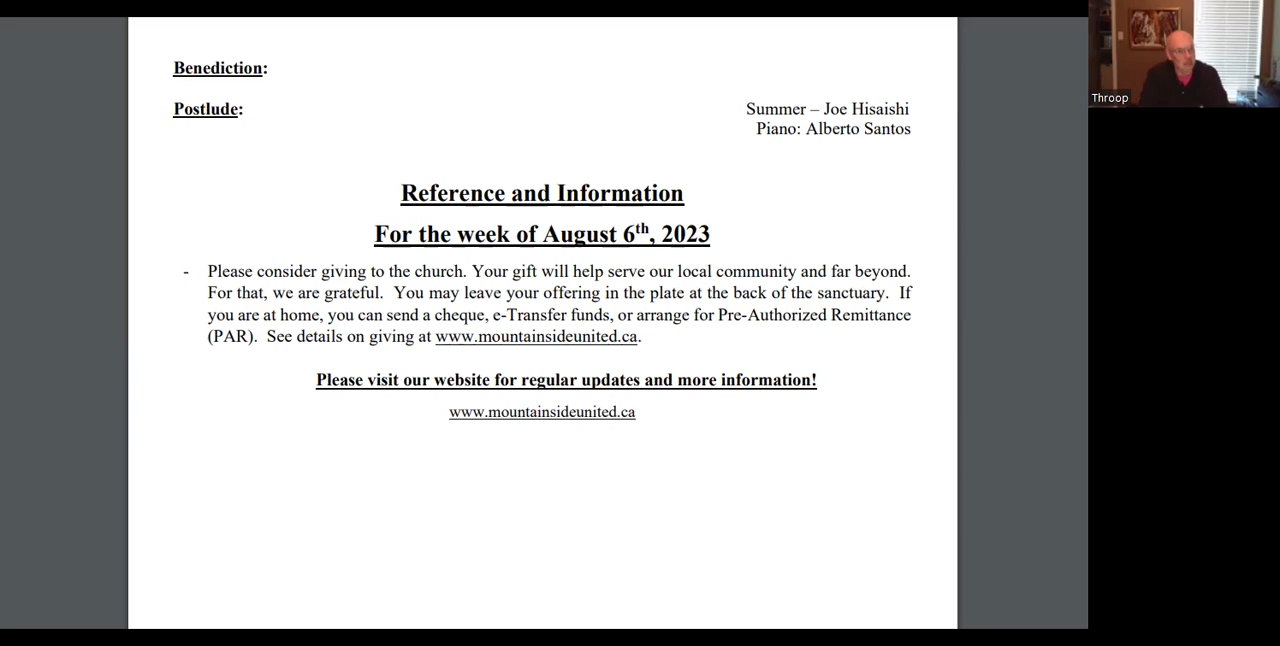 Benediction:
Postlude:
Summer – Joe Hisaishi
Piano: Alberto Santos
Reference and Information
For the week of August 6th, 2023
- Please consider giving to the church. Your gift will help serve our local community and far beyond.
For that, we are grateful. You may leave your offering in the plate at the back of the sanctuary. If
you are at home, you can send a cheque, e-Transfer funds, or arrange for Pre-Authorized Remittance
(PAR). See details on giving at www.mountainsideunited.ca.
Please visit our website for regular updates and more information!
www.mountainsideunited.ca
Throop